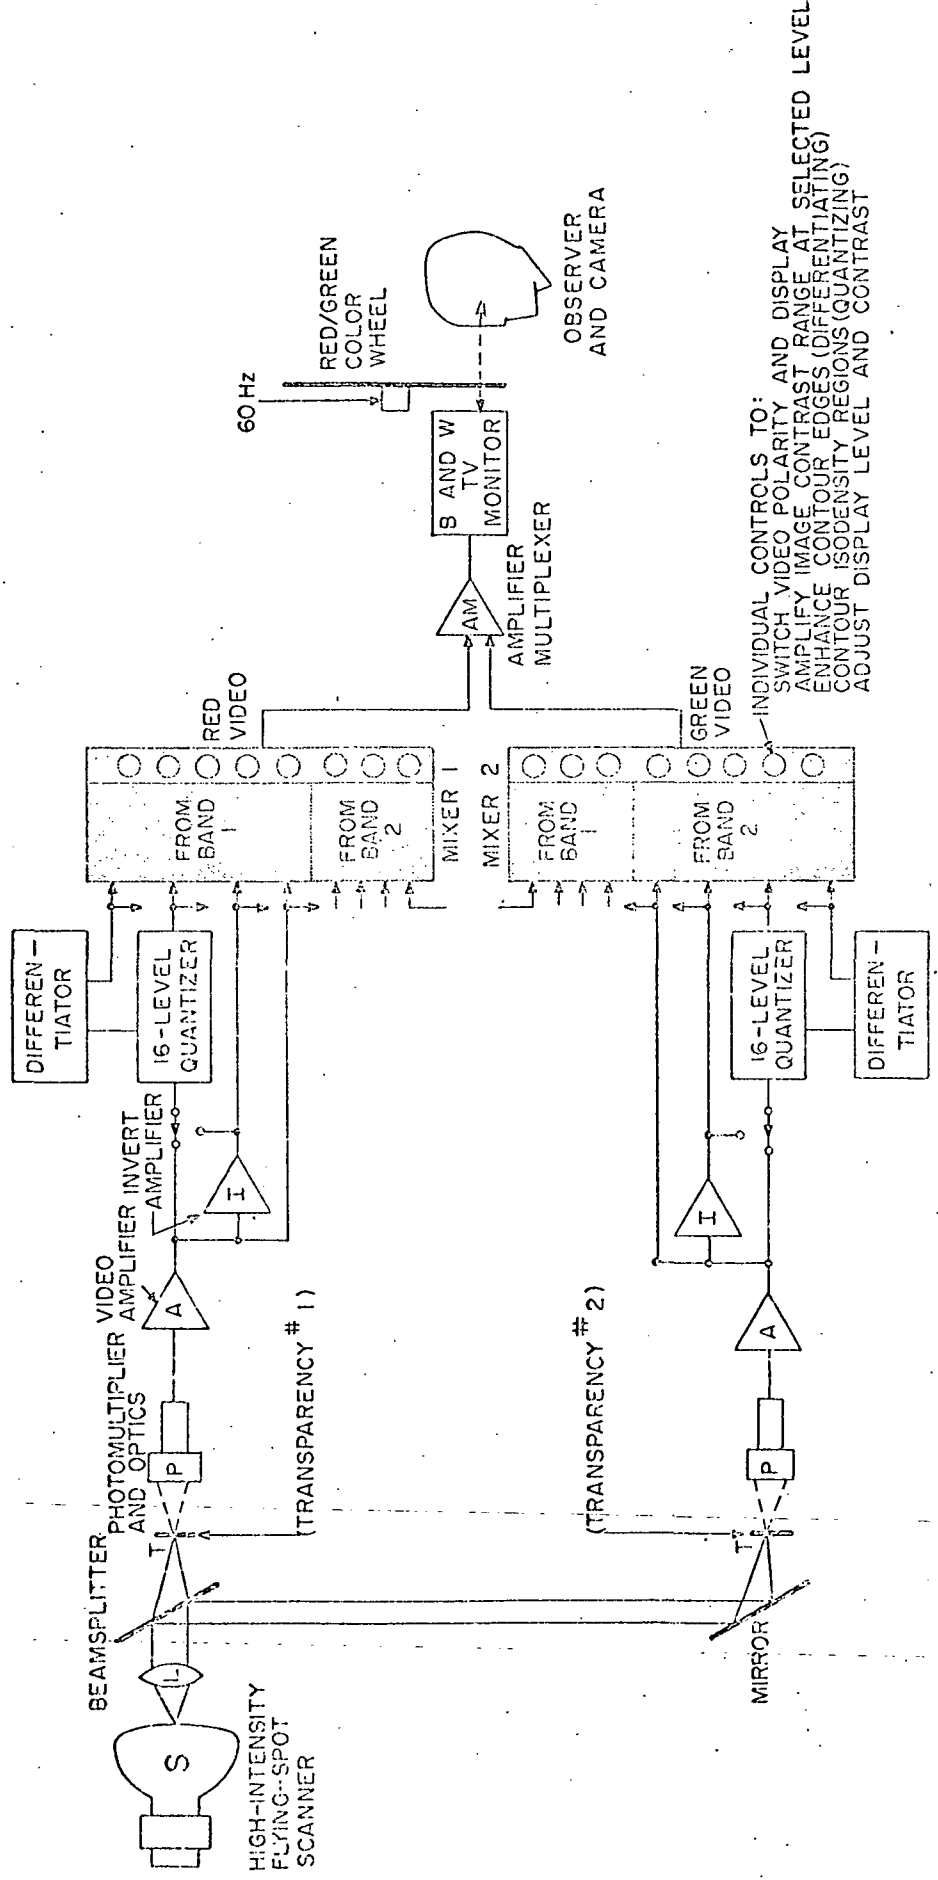 HIGH-INTENSITY
FLYING-SPOT
SCANNER
S
L
BEAMSPLITTER
MIRROR
T
T
(TRANSPARENCY #1)
(TRANSPARENCY #2)
PHOTOMULTIPLIER
AND OPTICS
P
P
VIDEO
AMPLIFIER
A
A
INVERT
AMPLIFIER
I
I
DIFFEREN-
TIATOR
16-LEVEL
QUANTIZER
16-LEVEL
QUANTIZER
DIFFEREN-
TIATOR
FROM
BAND
1
FROM
BAND
2
MIXER 1
MIXER 2
FROM
BAND
1
FROM
BAND
2
RED
VIDEO
GREEN
VIDEO
AM
AMPLIFIER
MULTIPLEXER
B AND W
TV
MONITOR
60 Hz
RED/GREEN
COLOR
WHEEL
OBSERVER
AND CAMERA
INDIVIDUAL CONTROLS TO:
SWITCH VIDEO POLARITY AND DISPLAY
AMPLIFY IMAGE CONTRAST RANGE AT SELECTED LEVEL
ENHANCE CONTOUR EDGES (DIFFERENTIATING)
CONTOUR ISODENSITY REGIONS (QUANTIZING)
ADJUST DISPLAY LEVEL AND CONTRAST